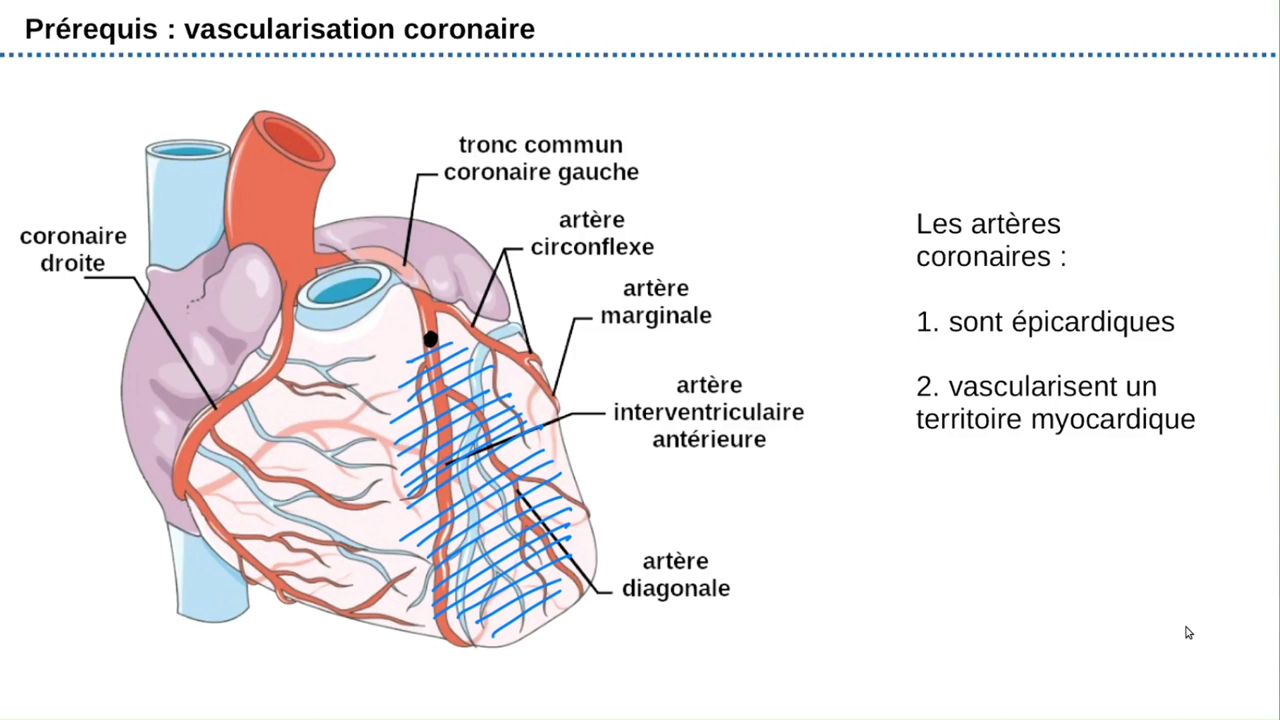 Prérequis : vascularisation coronaire
tronc commun
coronaire gauche
coronaire
droite
artère
circonflexe
artère
marginale
artère
interventriculaire
antérieure
artère
diagonale
Les artères
coronaires :
1. sont épicardiques
2. vascularisent un
territoire myocardique